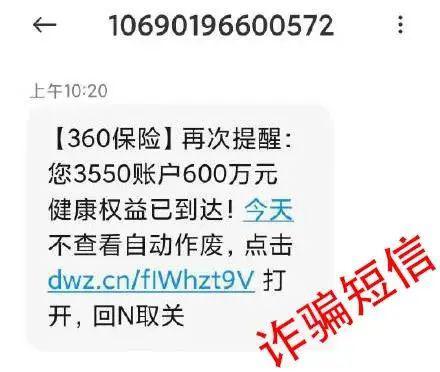 10690196600572
上午10:20
【360保险】再次提醒：
您3550账户600万元
健康权益已到达！今天
不查看自动作废，点击
dwz.cn/fIWhzt9V 打
开，回N取关
诈骗短信